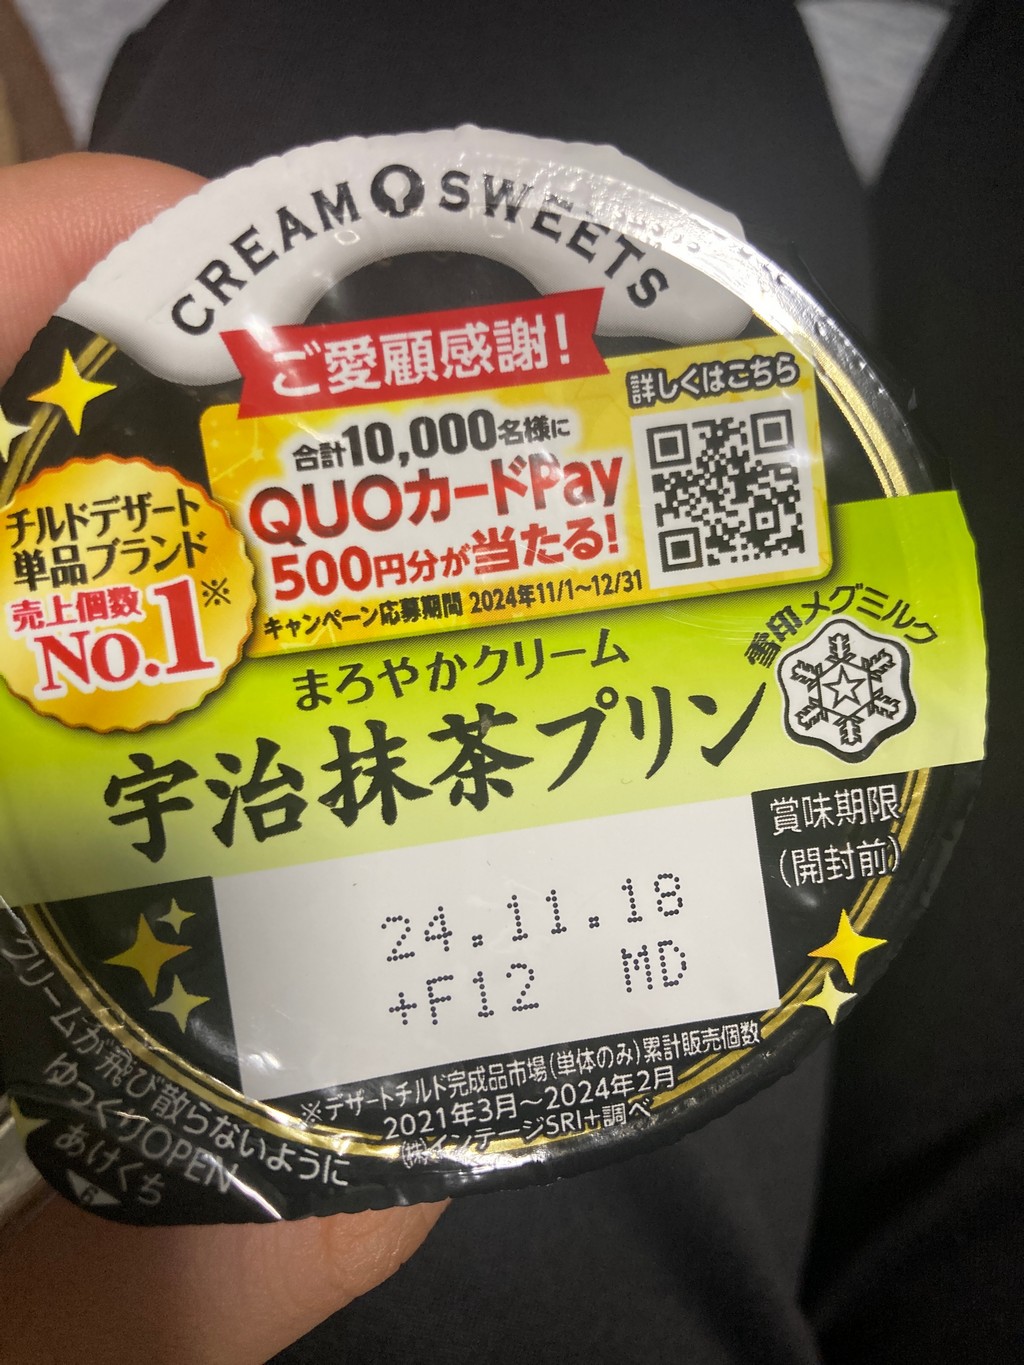 CREAM SWEETS
ご愛顧感謝!
合計10,000名様に
QUOカードPay
500円分が当たる!
キャンペーン応募期間 2024年11/1~12/31
詳しくはこちら
チルドデザート
単品ブランド
売上個数※
No.1
雪印メグミルク
まろやかクリーム
宇治抹茶プリン
賞味期限
(開封前)
24.11.18
+F12 MD
※デザートチルド完成品市場(単体のみ)累計販売個数
2021年3月~2024年2月
(株)インテージSRI+調べ
クリームが飛び散らないように
ゆっくりOPEN
あけくち
6